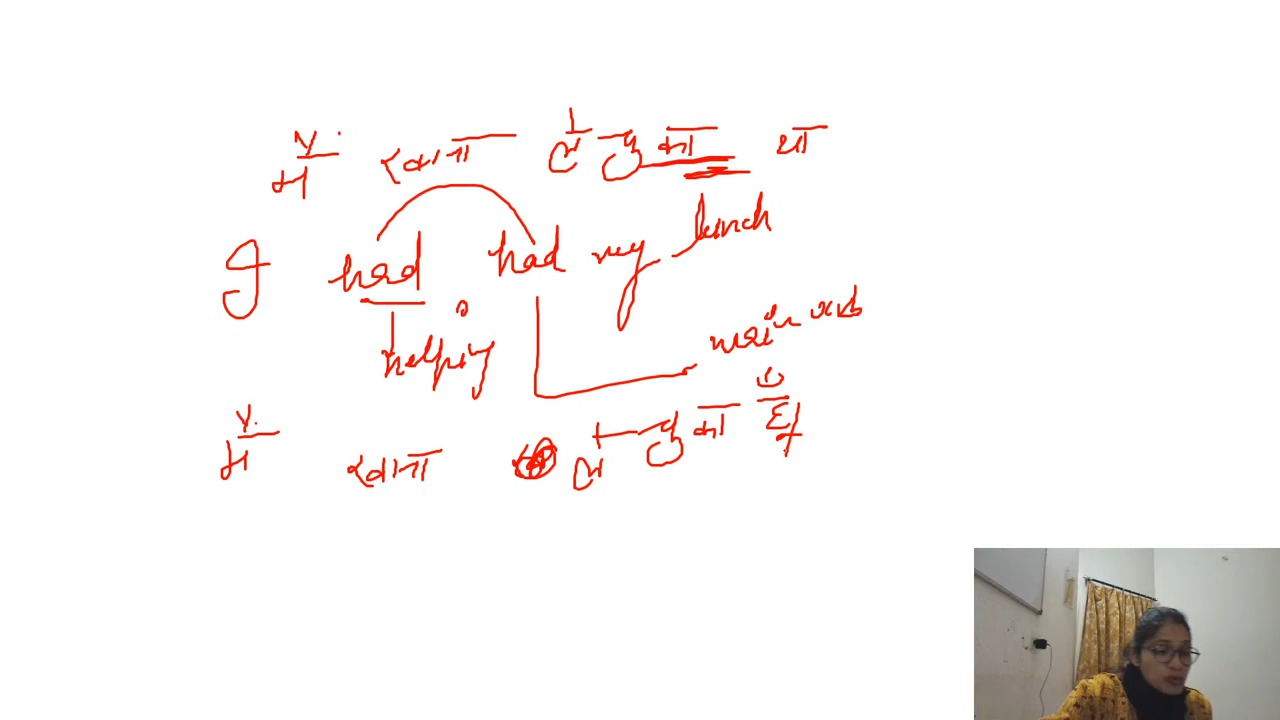 मैं खाना खा चुका था
I had had my lunch
helping main verb
मैं खाना खा चुका हूँ